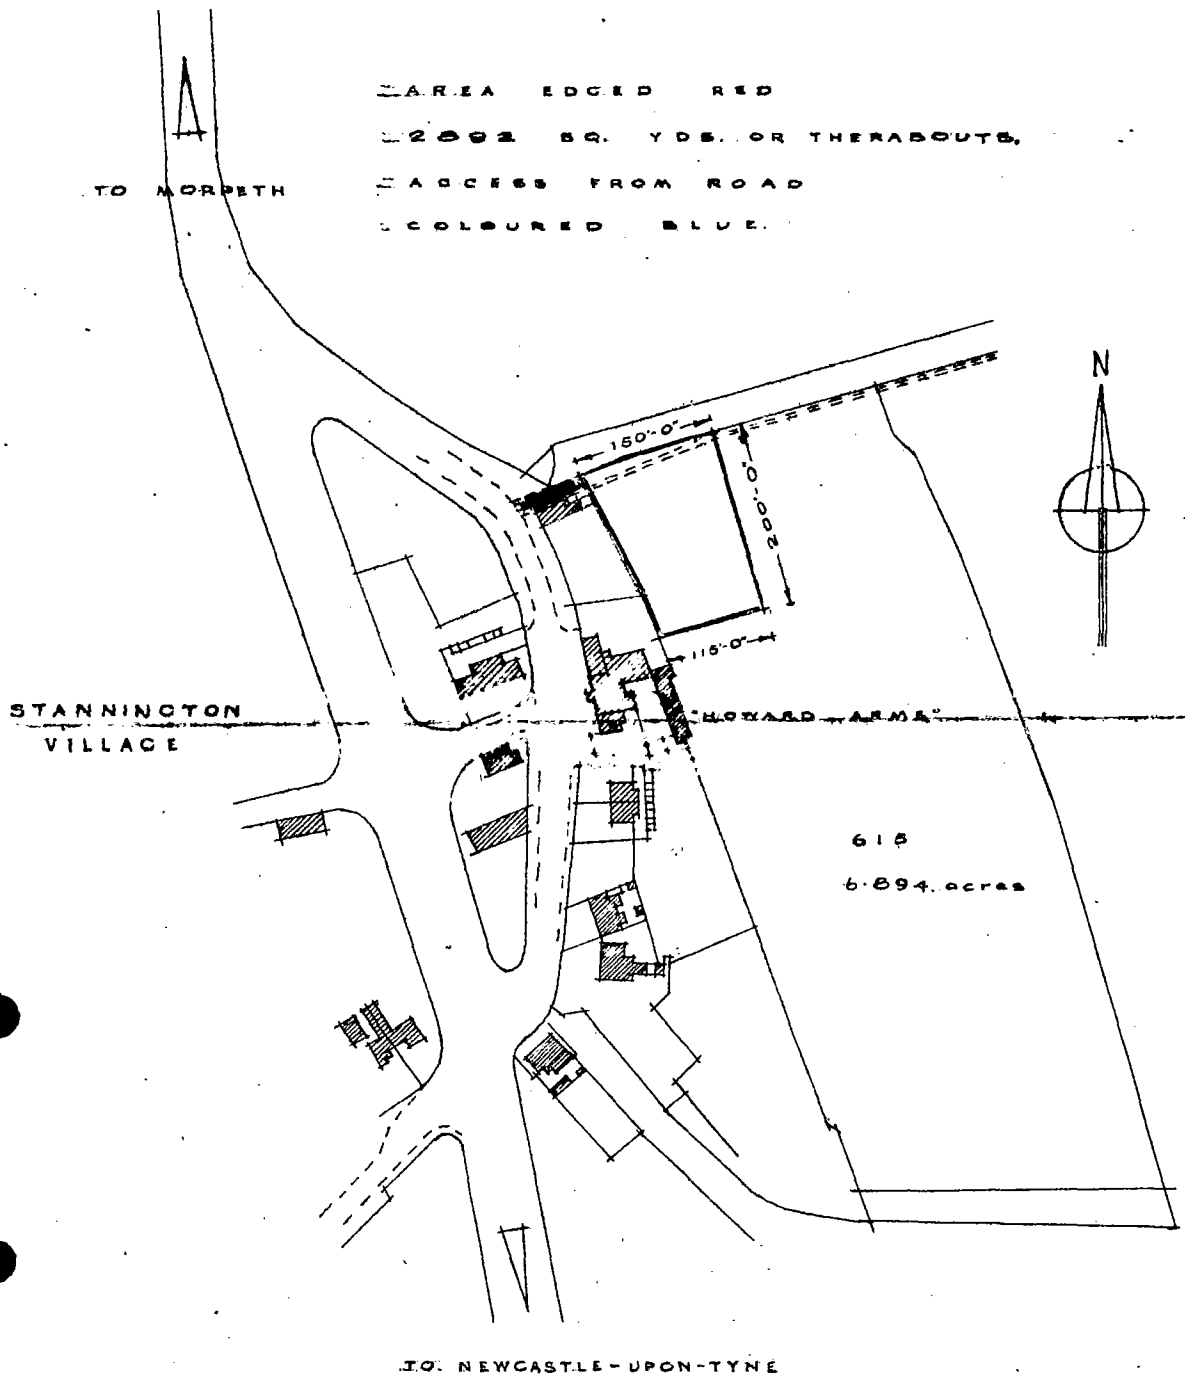 AREA EDGED RED
2892 SQ. YDS. OR THERABOUTS.
ACCESS FROM ROAD
COLOURED BLUE.
TO MORPETH
N
150'-0"
200'-0"
115'-0"
STANNINGTON
VILLAGE
"HOWARD ARMS"
615
6.894. acres
TO. NEWCASTLE-UPON-TYNE